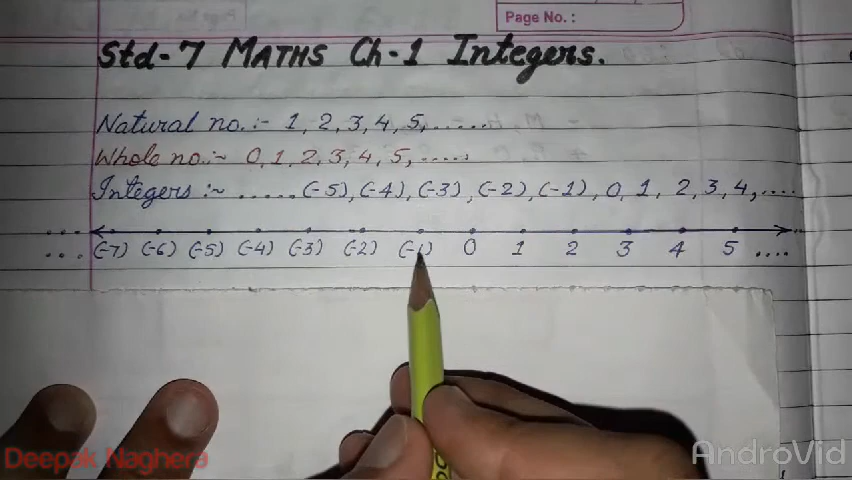 Page No. :
Std-7 MATHS Ch-1 Integers.
Natural no.:- 1, 2, 3, 4, 5, ......
Whole no.:~ 0, 1, 2, 3, 4, 5, ......
Integers :~ ...... (-5), (-4), (-3), (-2), (-1), 0, 1, 2, 3, 4, ....
... (-7) (-6) (-5) (-4) (-3) (-2) (-1) 0 1 2 3 4 5 ....
Deepak Naghera
AndroVid